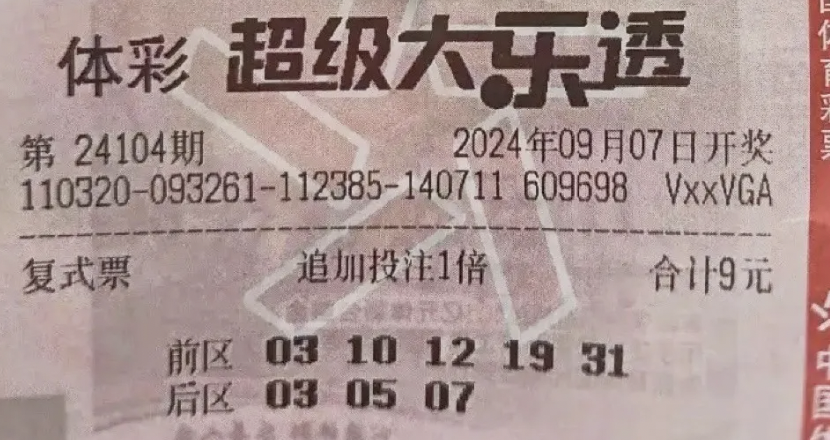 体彩 超级大乐透
第 24104期 2024年09月07日开奖
110320-093261-112385-140711 609698 VxxVGA
复式票 追加投注1倍 合计9元
前区 03 10 12 19 31
后区 03 05 07